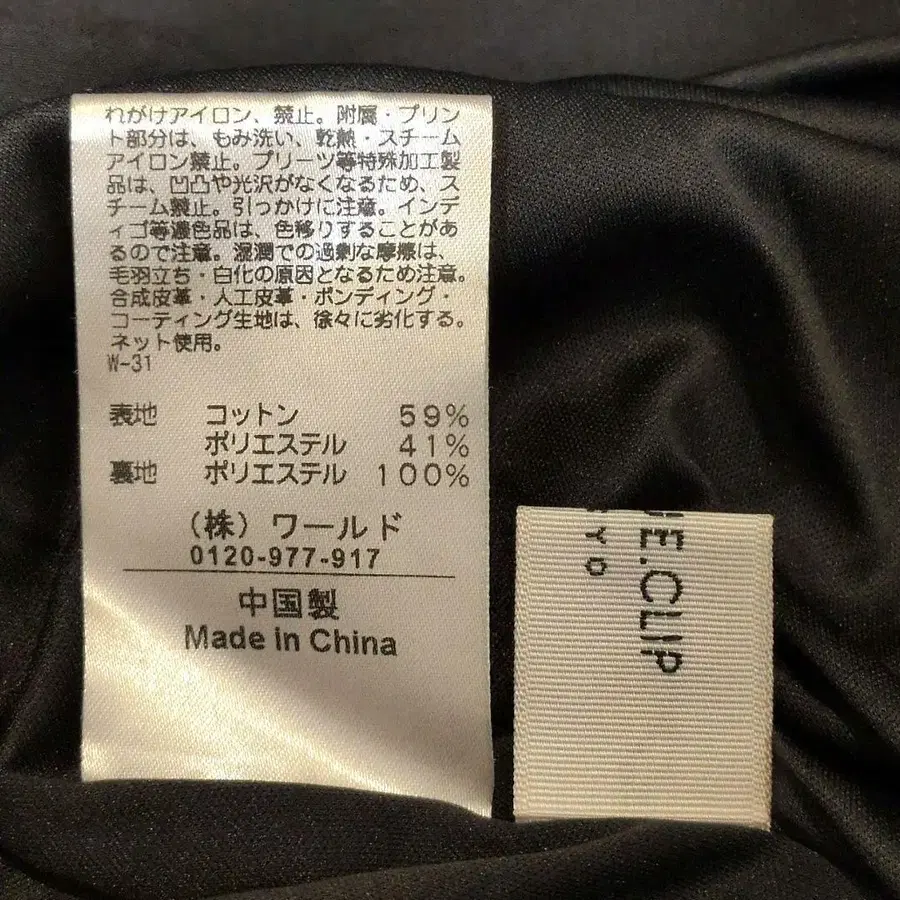 れがけアイロン、禁止。附属・プリン
ト部分は、もみ洗い、乾熱・スチーム
アイロン禁止。プリーツ等特殊加工製
品は、凹凸や光沢がなくなるため、ス
チーム禁止。引っかけに注意。インデ
ィゴ等濃色品は、色移りすることがあ
るので注意。湿潤での過剰な摩擦は、
毛羽立ち・白化の原因となるため注意。
合成皮革・人工皮革・ボンディング・
コーティング生地は、徐々に劣化する。
ネット使用。
W-31
表地 コットン 59%
ポリエステル 41%
裏地 ポリエステル 100%
(株) ワールド
0120-977-917
中国製
Made in China
E.CLIP
YO